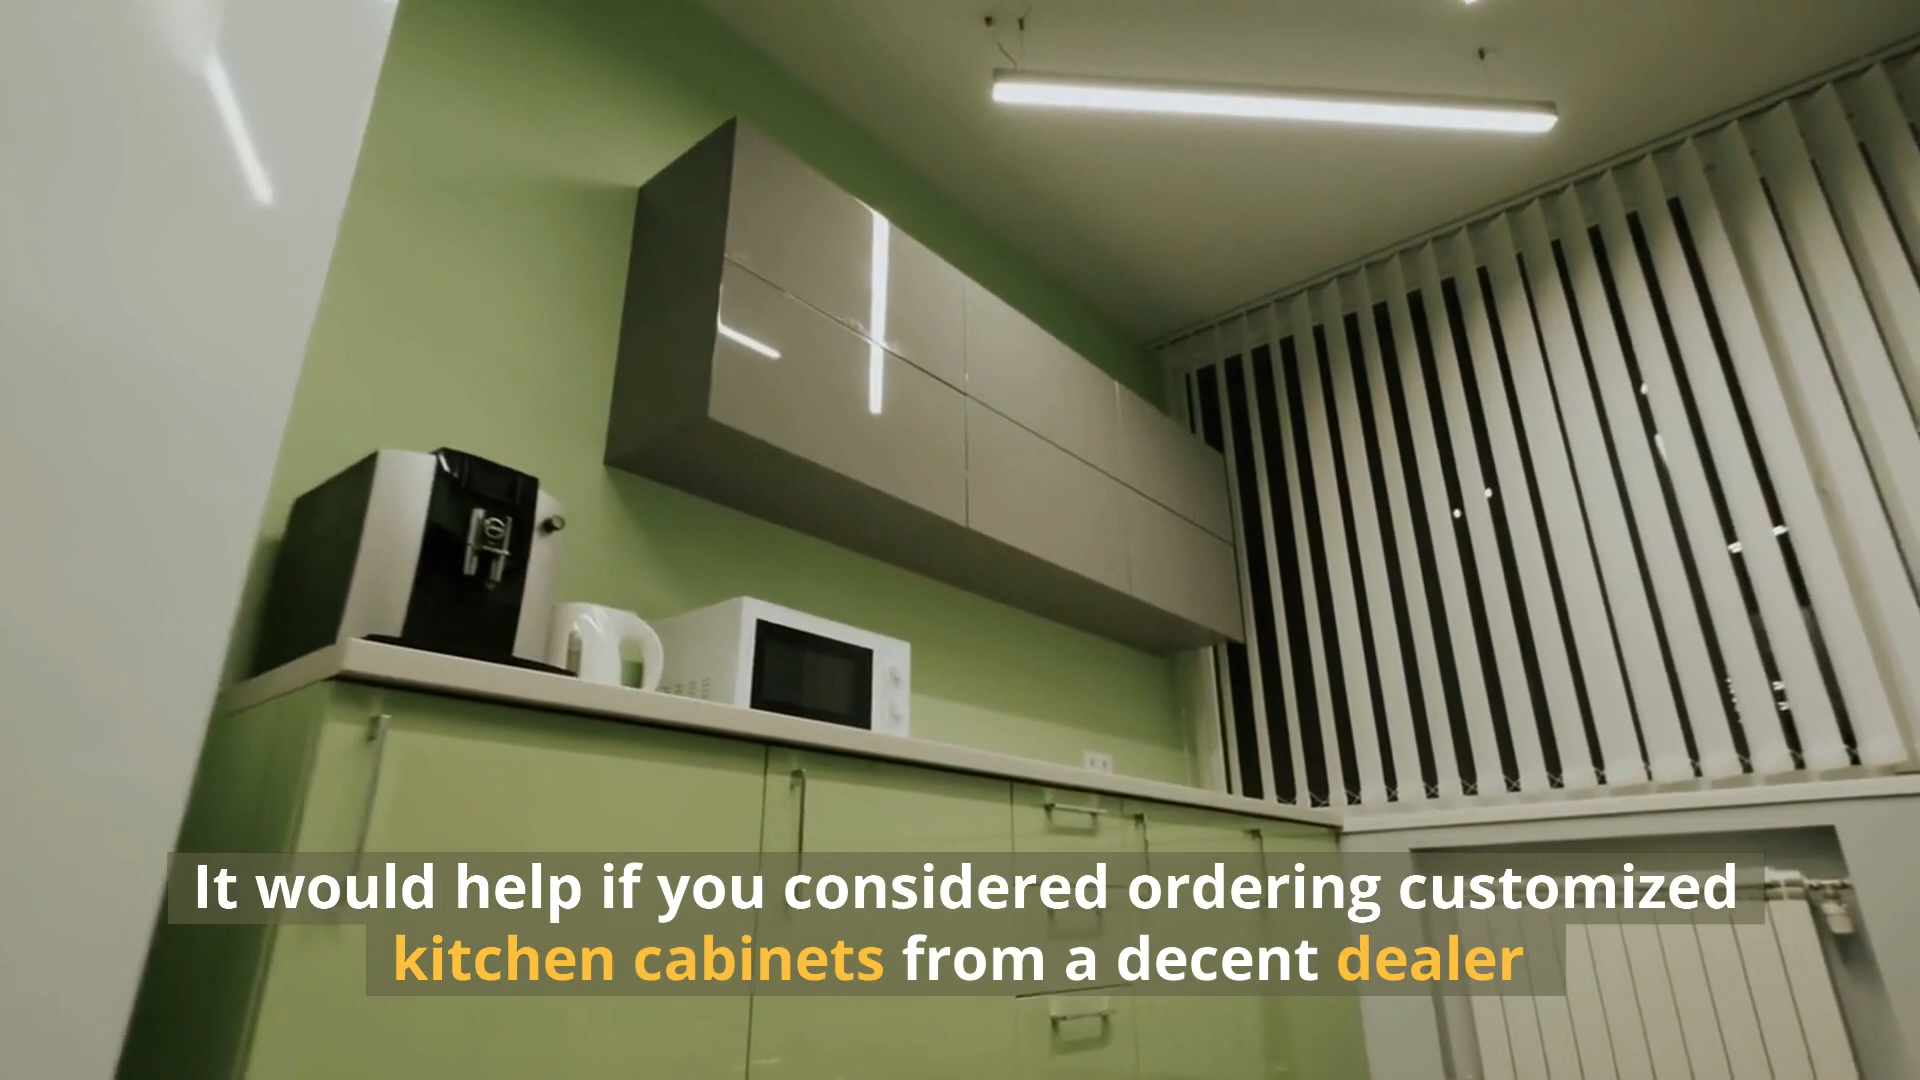 It would help if you considered ordering customized
kitchen cabinets from a decent dealer